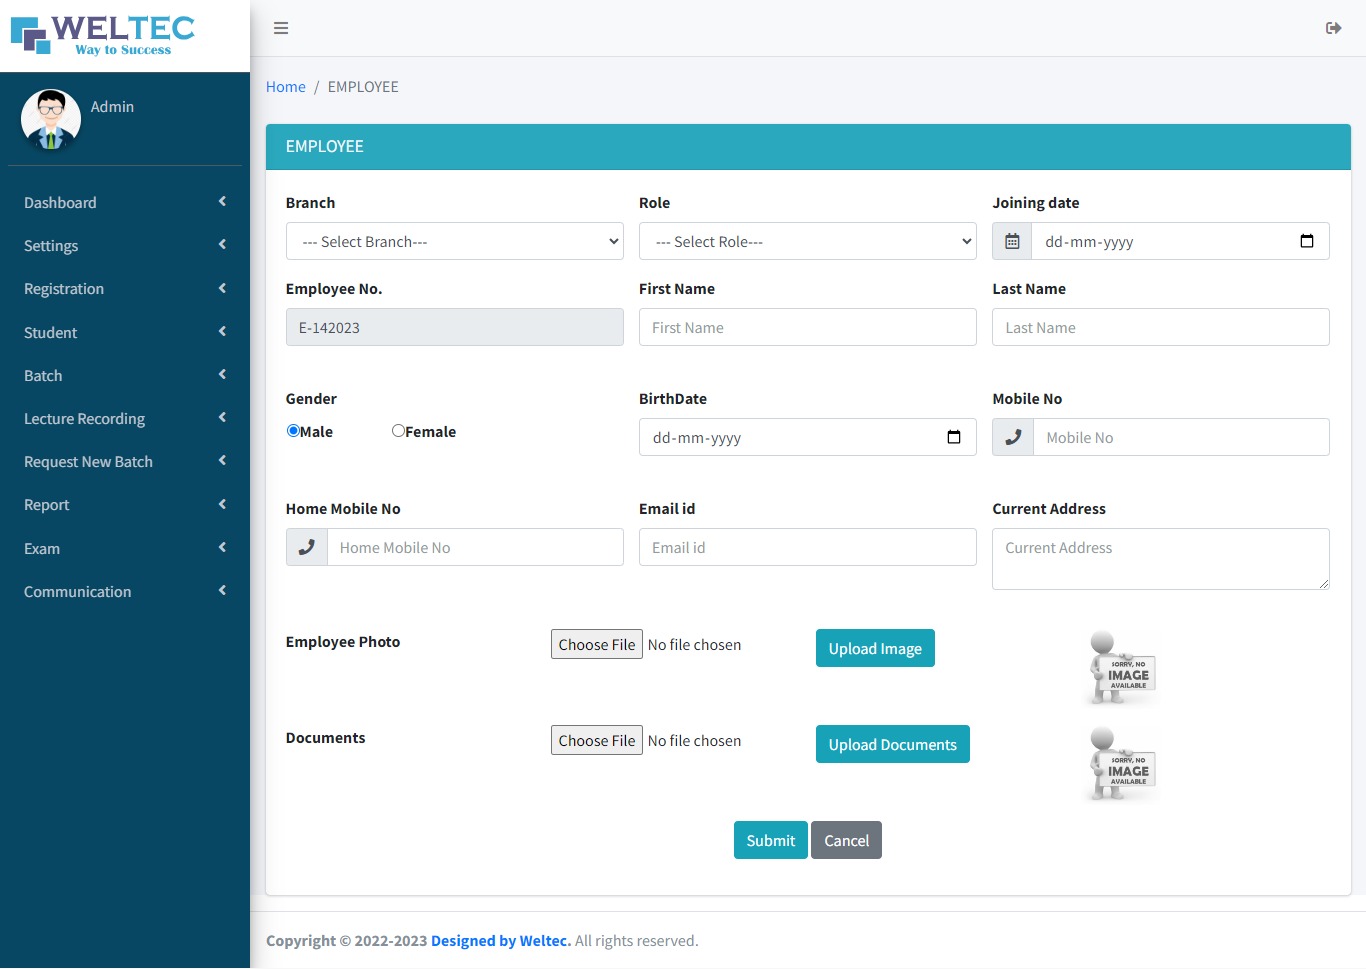 WELTEC
Way to Success
Admin
Dashboard
Settings
Registration
Student
Batch
Lecture Recording
Request New Batch
Report
Exam
Communication
Home / EMPLOYEE
EMPLOYEE
Branch Role Joining date
--- Select Branch--- --- Select Role--- dd-mm-yyyy
Employee No. First Name Last Name
E-142023 First Name Last Name
Gender BirthDate Mobile No
Male Female dd-mm-yyyy Mobile No
Home Mobile No Email id Current Address
Home Mobile No Email id Current Address
Employee Photo Choose File No file chosen Upload Image
SORRY, NO
IMAGE
AVAILABLE
Documents Choose File No file chosen Upload Documents
SORRY, NO
IMAGE
AVAILABLE
Submit Cancel
Copyright © 2022-2023 Designed by Weltec. All rights reserved.